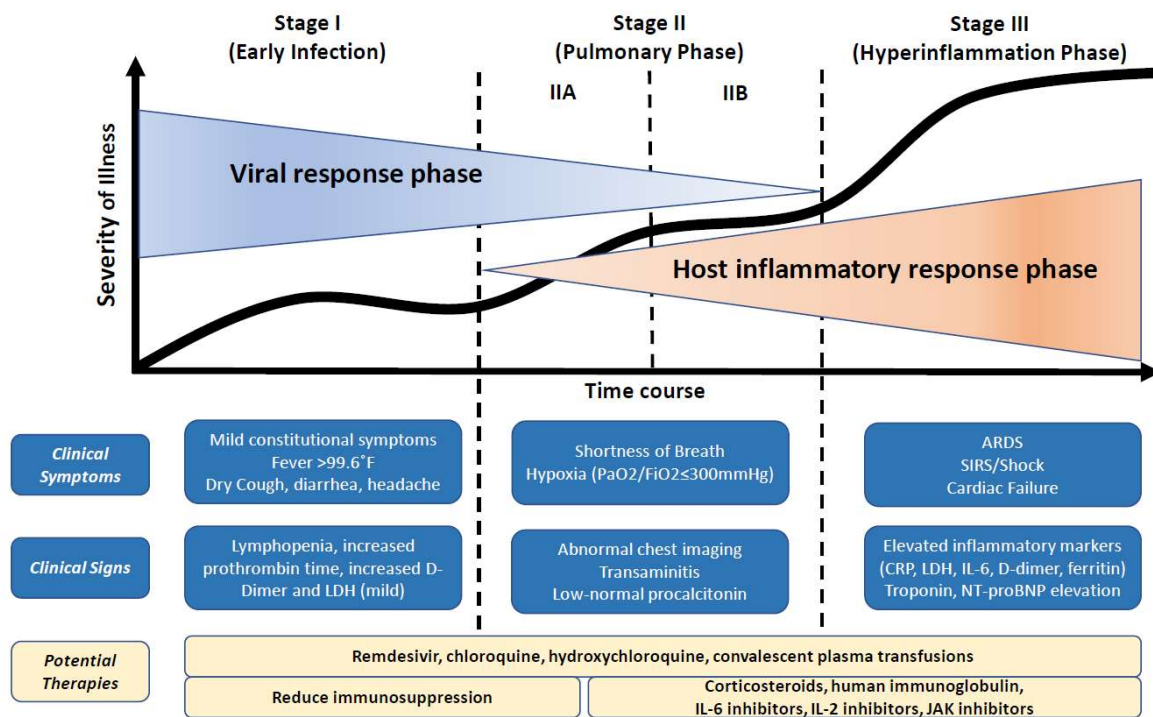 Stage I
(Early Infection)
Stage II
(Pulmonary Phase)
Stage III
(Hyperinflammation Phase)
IIA
IIB
Severity of Illness
Viral response phase
Host inflammatory response phase
Time course
Clinical
Symptoms
Mild constitutional symptoms
Fever >99.6˚F
Dry Cough, diarrhea, headache
Shortness of Breath
Hypoxia (PaO2/FiO2≤300mmHg)
ARDS
SIRS/Shock
Cardiac Failure
Clinical Signs
Lymphopenia, increased
prothrombin time, increased D-
Dimer and LDH (mild)
Abnormal chest imaging
Transaminitis
Low-normal procalcitonin
Elevated inflammatory markers
(CRP, LDH, IL-6, D-dimer, ferritin)
Troponin, NT-proBNP elevation
Potential
Therapies
Remdesivir, chloroquine, hydroxychloroquine, convalescent plasma transfusions
Reduce immunosuppression
Corticosteroids, human immunoglobulin,
IL-6 inhibitors, IL-2 inhibitors, JAK inhibitors